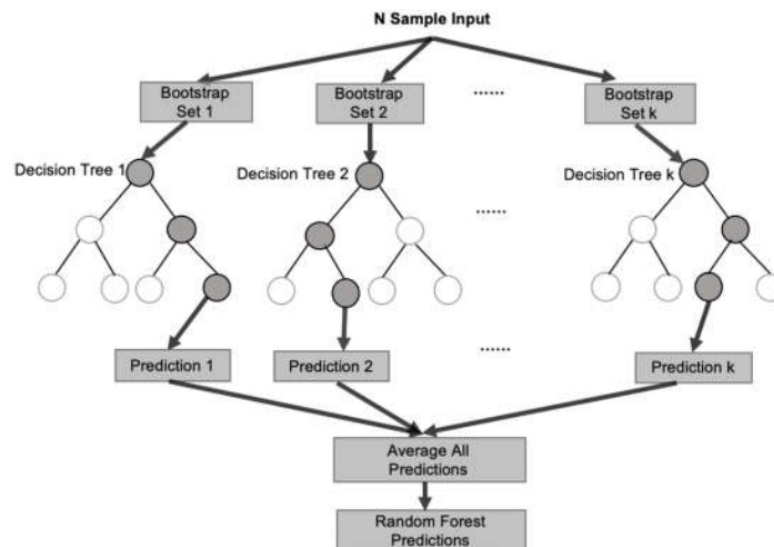 N Sample Input
Bootstrap
Set 1
Bootstrap
Set 2
......
Bootstrap
Set k
Decision Tree 1
Decision Tree 2
......
Decision Tree k
Prediction 1
Prediction 2
......
Prediction k
Average All
Predictions
Random Forest
Predictions